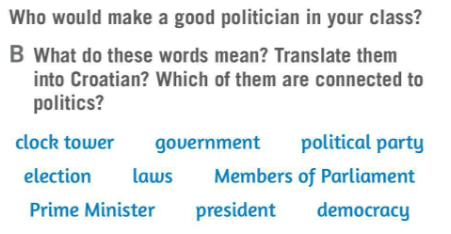 Who would make a good politician in your class?
B What do these words mean? Translate them
into Croatian? Which of them are connected to
politics?
clock tower government political party
election laws Members of Parliament
Prime Minister president democracy